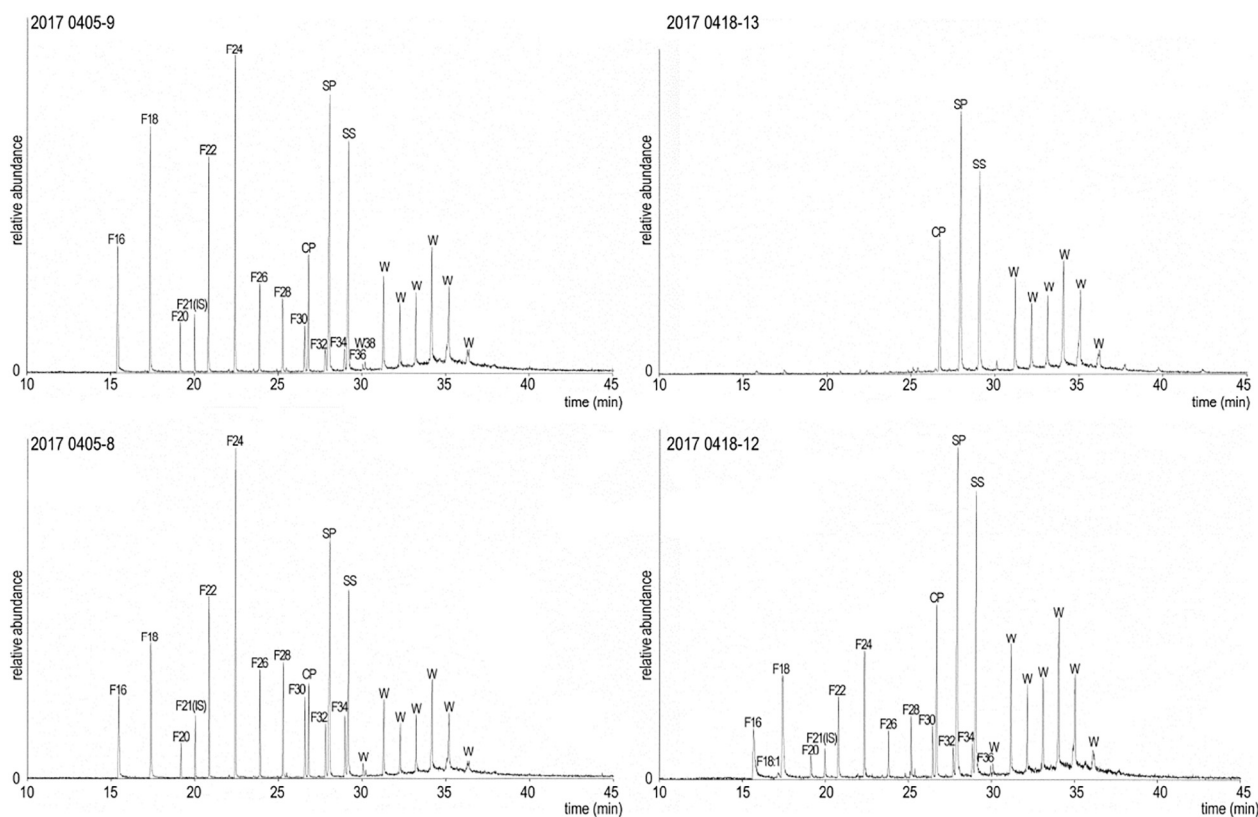 2017 0405-9
relative abundance
F16
F18
F20
F21(IS)
F22
F24
F26
F28
F30
CP
F32
SP
F34
SS
F36
W38
W
W
W
W
W
W
0
10
15
20
25
30
35
40
45
time (min)
2017 0418-13
relative abundance
CP
SP
SS
W
W
W
W
W
W
0
10
15
20
25
30
35
40
45
time (min)
2017 0405-8
relative abundance
F16
F18
F20
F21(IS)
F22
F24
F26
F28
F30
CP
F32
SP
F34
SS
W
W
W
W
W
W
W
0
10
15
20
25
30
35
40
45
time (min)
2017 0418-12
relative abundance
F16
F18:1
F18
F20
F21(IS)
F22
F24
F26
F28
F30
CP
F32
SP
F34
SS
F36
W
W
W
W
W
W
W
0
10
15
20
25
30
35
40
45
time (min)